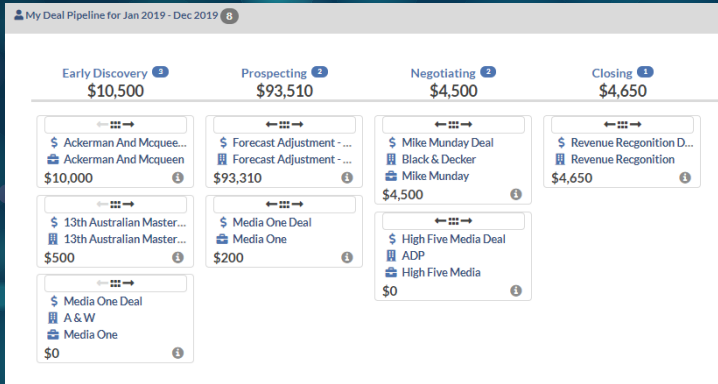 My Deal Pipeline for Jan 2019 - Dec 2019 8
Early Discovery 3
$10,500
Ackerman And Mcquee...
Ackerman And Mcqueen
$10,000
13th Australian Master...
13th Australian Master...
$500
Media One Deal
A & W
Media One
$0
Prospecting 2
$93,510
Forecast Adjustment - ...
Forecast Adjustment - ...
$93,310
Media One Deal
Media One
$200
Negotiating 2
$4,500
Mike Munday Deal
Black & Decker
Mike Munday
$4,500
High Five Media Deal
ADP
High Five Media
$0
Closing 1
$4,650
Revenue Recgonition D...
Revenue Recgonition
$4,650